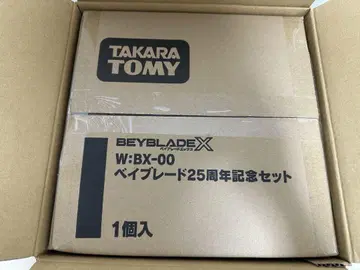 TAKARA
TOMY
BEYBLADE X
ベイブレードエックス
W:BX-00
ベイブレード25周年記念セット
1個入